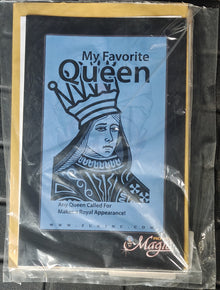 My Favorite
Queen
Any Queen Called For
Makes a Royal Appearance!
Magic